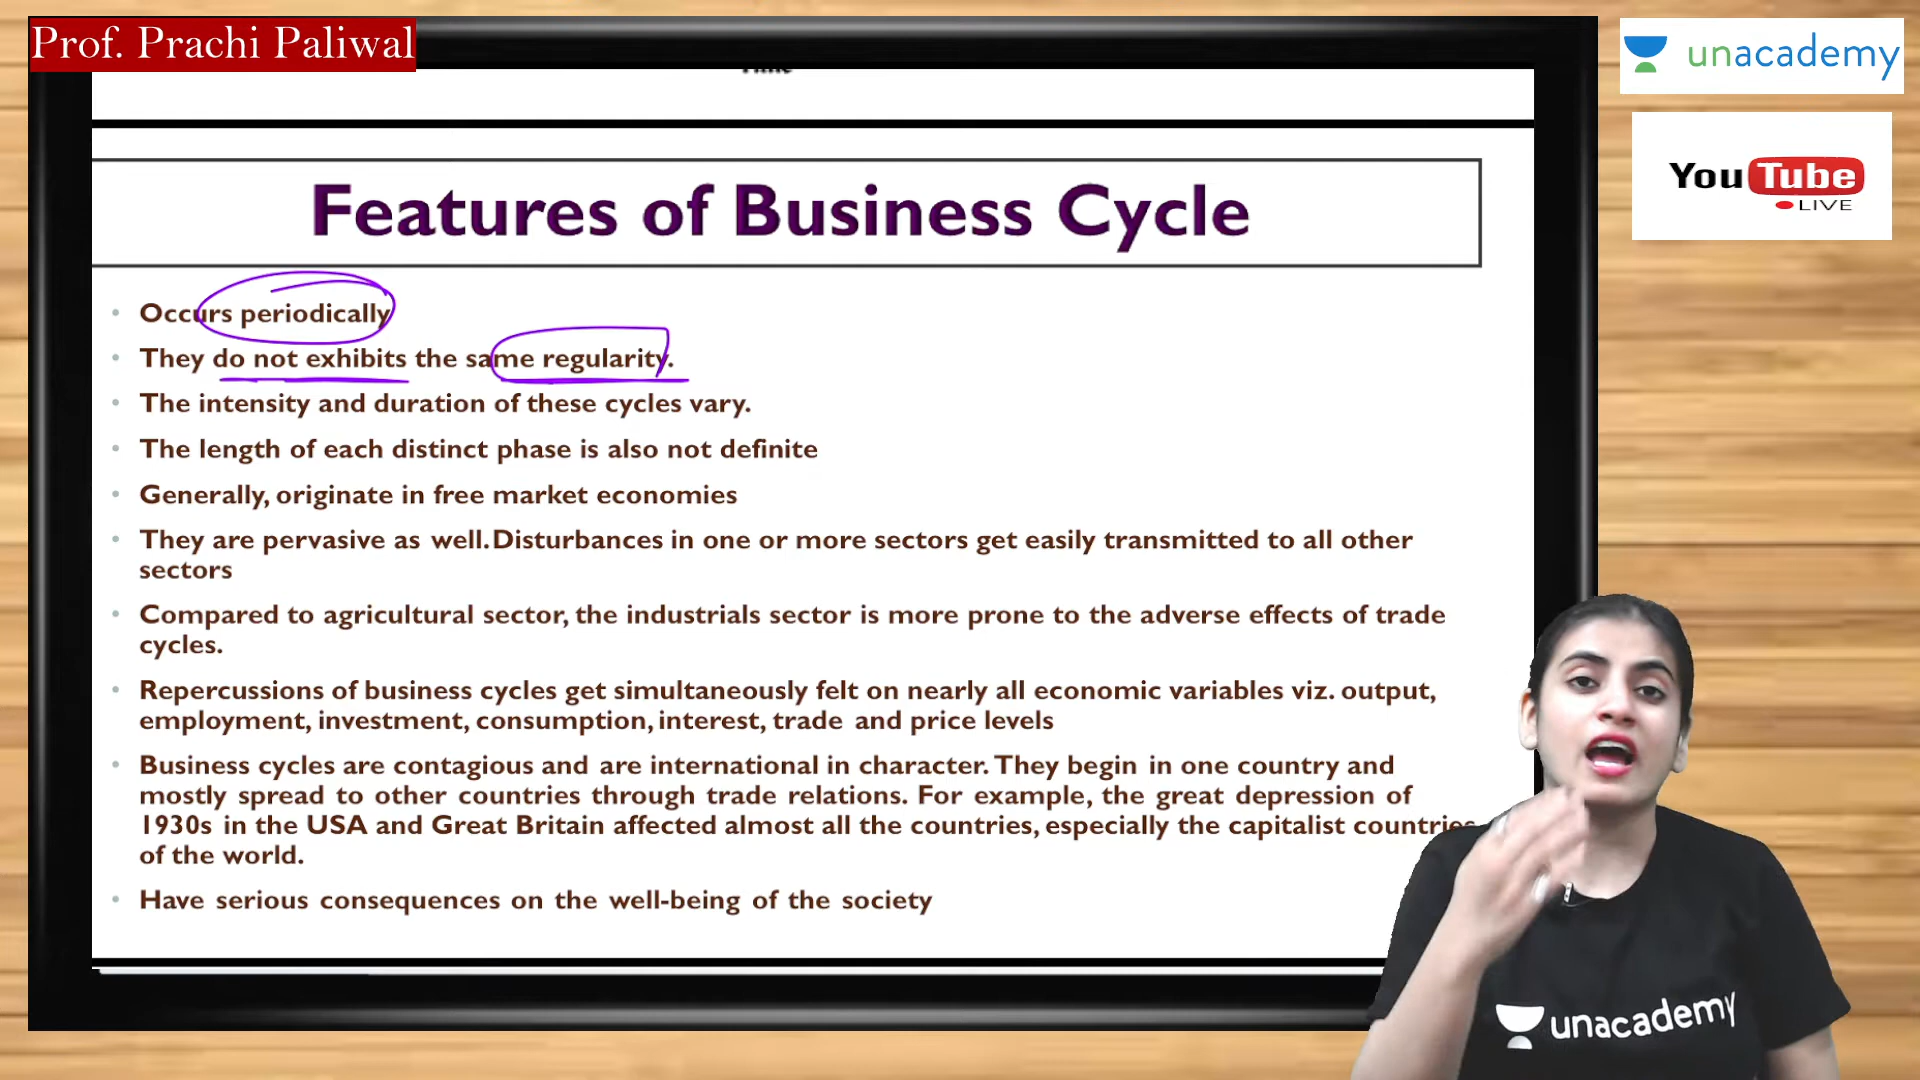 Prof. Prachi Paliwal
unacademy
YouTube
LIVE
Features of Business Cycle
• Occurs periodically
• They do not exhibits the same regularity.
• The intensity and duration of these cycles vary.
• The length of each distinct phase is also not definite
• Generally, originate in free market economies
• They are pervasive as well. Disturbances in one or more sectors get easily transmitted to all other
sectors
• Compared to agricultural sector, the industrials sector is more prone to the adverse effects of trade
cycles.
• Repercussions of business cycles get simultaneously felt on nearly all economic variables viz. output,
employment, investment, consumption, interest, trade and price levels
• Business cycles are contagious and are international in character. They begin in one country and
mostly spread to other countries through trade relations. For example, the great depression of
1930s in the USA and Great Britain affected almost all the countries, especially the capitalist countries
of the world.
• Have serious consequences on the well-being of the society
unacademy